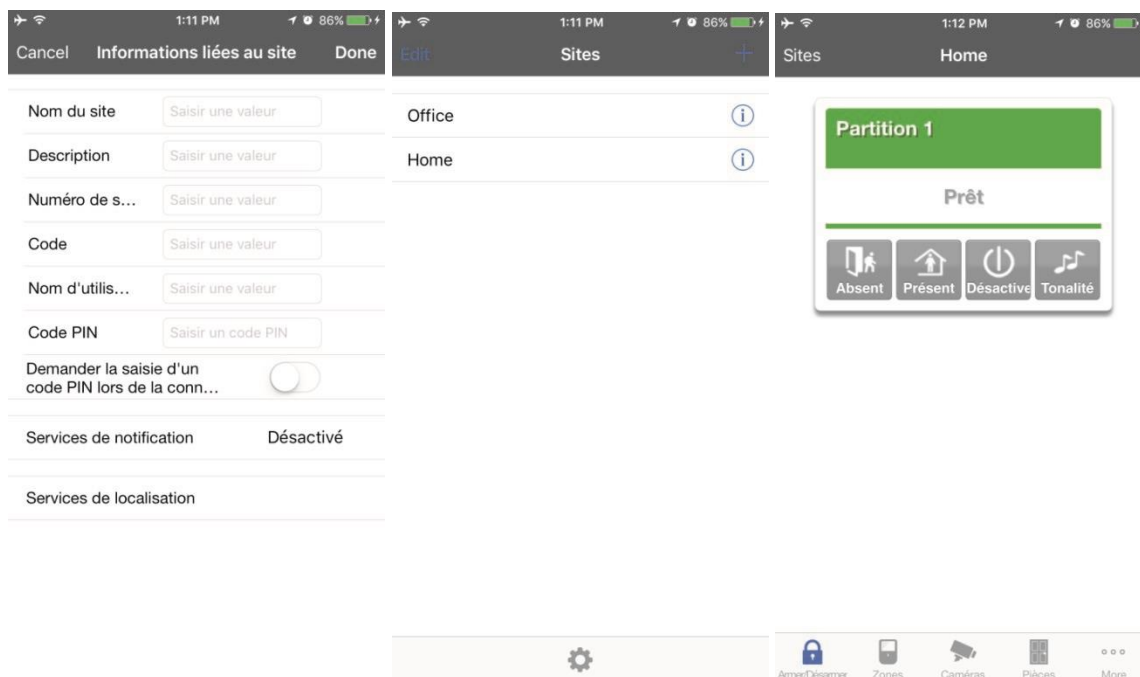 1:11 PM
86%
Cancel
Informations liées au site
Done
Nom du site
Saisir une valeur
Description
Saisir une valeur
Numéro de s...
Saisir une valeur
Code
Saisir une valeur
Nom d'utilis...
Saisir une valeur
Code PIN
Saisir un code PIN
Demander la saisie d'un
code PIN lors de la conn...
Services de notification
Désactivé
Services de localisation
1:11 PM
86%
Edit
Sites
Office
Home
1:12 PM
86%
Sites
Home
Partition 1
Prêt
Absent
Présent
Désactive
Tonalité
Armer/Désarmer
Zones
Caméras
Pièces
More